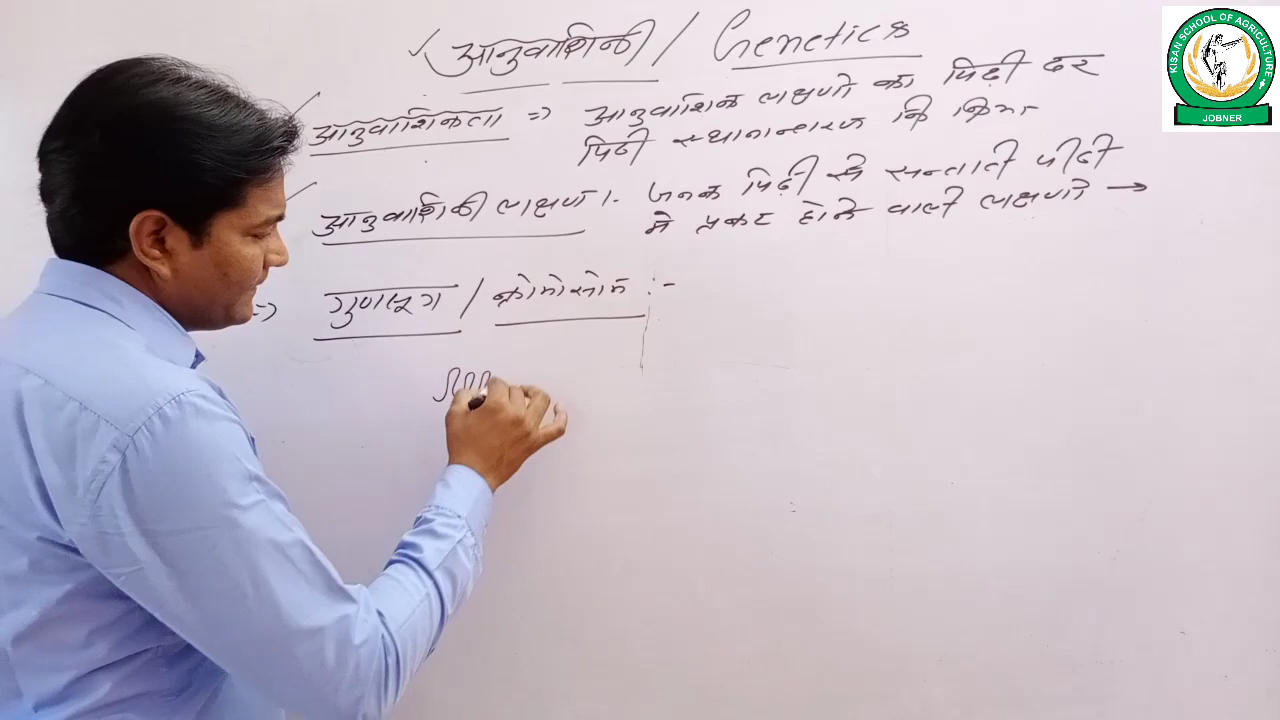 आनुवांशिकी / Genetics
आनुवांशिकता => आनुवांशिक लक्षणो का पिढी दर
पिढी स्थानान्तरण कि क्रिया
आनुवांशिकी लक्षण :- जनक पिढ़ी से सन्ताती पीढी
मे प्रकट होने वाली लक्षणो →
=> गुणसूत्र / क्रोमोसोम :-
KISAN SCHOOL OF AGRICULTURE
JOBNER